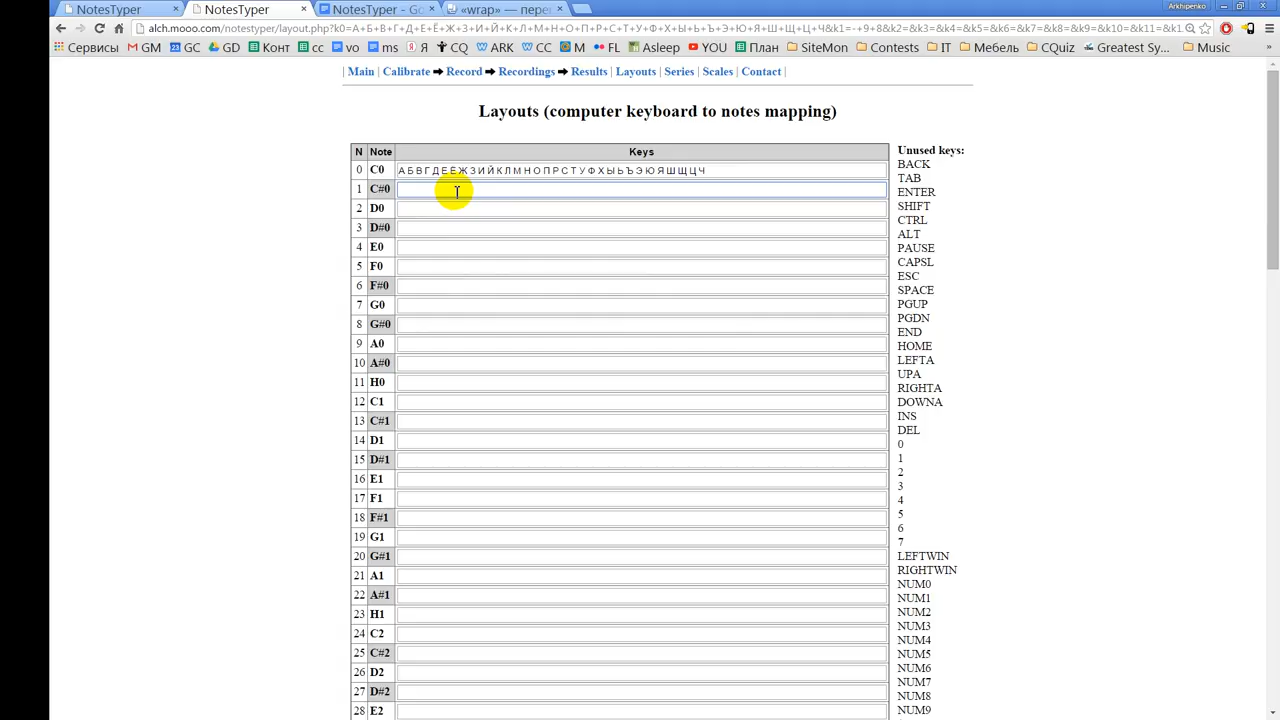 NotesTyper
NotesTyper
NotesTyper - Go
«wrap» — пере
Arkhipenko
alch.mooo.com/notestyper/layout.php?k0=А+Б+В+Г+Д+Е+Ё+Ж+З+И+Й+К+Л+М+Н+О+П+Р+С+Т+У+Ф+Х+Ы+Ь+Ъ+Э+Ю+Я+Ш+Щ+Ц+Ч&k1=-+9+8&k2=&k3=&k4=&k5=&k6=&k7=&k8=&k9=&k10=&k11=&k1
Сервисы GM GC GD Конт cc vo ms Я CQ WARK CC M FL Asleep YOU План SiteMon Contests IT Мебель CQuiz Greatest Sy... Music
| Main | Calibrate Record Recordings Results | Layouts | Series | Scales | Contact |
Layouts (computer keyboard to notes mapping)
N Note Keys
0 C0 А Б В Г Д Е Ё Ж З И Й К Л М Н О П Р С Т У Ф Х Ы Ь Ъ Э Ю Я Ш Щ Ц Ч
1 C#0
2 D0
3 D#0
4 E0
5 F0
6 F#0
7 G0
8 G#0
9 A0
10 A#0
11 H0
12 C1
13 C#1
14 D1
15 D#1
16 E1
17 F1
18 F#1
19 G1
20 G#1
21 A1
22 A#1
23 H1
24 C2
25 C#2
26 D2
27 D#2
28 E2
Unused keys:
BACK
TAB
ENTER
SHIFT
CTRL
ALT
PAUSE
CAPSL
ESC
SPACE
PGUP
PGDN
END
HOME
LEFTA
UPA
RIGHTA
DOWNA
INS
DEL
0
1
2
3
4
5
6
7
LEFTWIN
RIGHTWIN
NUM0
NUM1
NUM2
NUM3
NUM4
NUM5
NUM6
NUM7
NUM8
NUM9